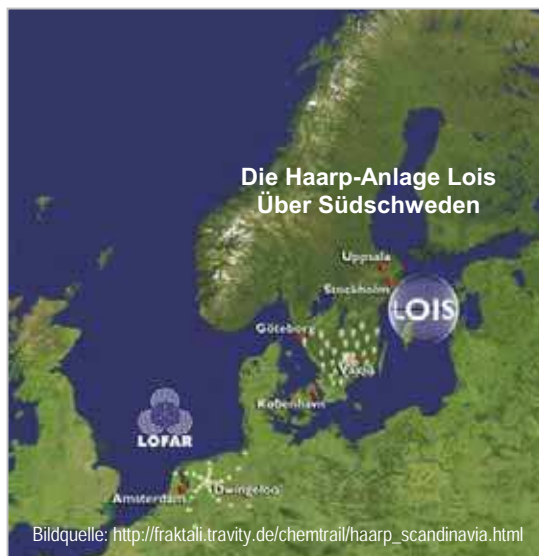 Die Haarp-Anlage Lois
Über Südschweden
Uppsala
Stockholm
LOIS
Göteborg
Växjö
København
LOFAR
Dwingeloo
Amsterdam
Bildquelle: http://fraktali.travity.de/chemtrail/haarp_scandinavia.html